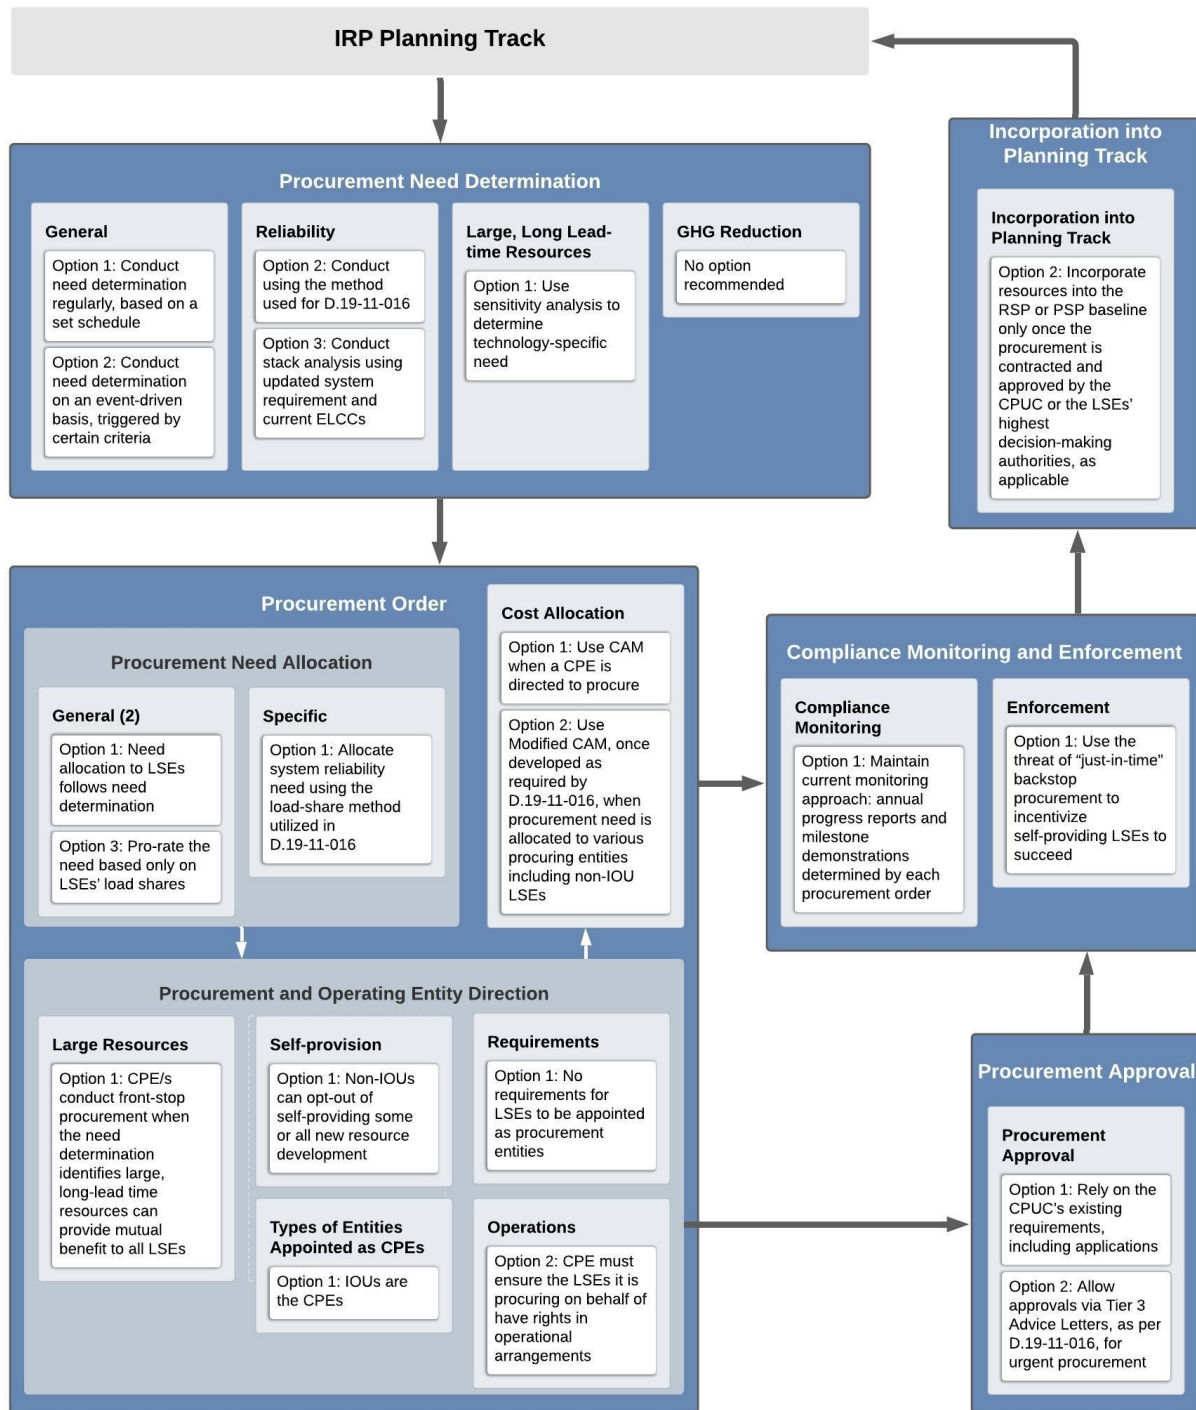 IRP Planning Track
Procurement Need Determination
General
Option 1: Conduct
need determination
regularly, based on a
set schedule
Option 2: Conduct
need determination
on an event-driven
basis, triggered by
certain criteria
Reliability
Option 2: Conduct
using the method
used for D.19-11-016
Option 3: Conduct
stack analysis using
updated system
requirement and
current ELCCs
Large, Long Lead-
time Resources
Option 1: Use
sensitivity analysis to
determine
technology-specific
need
GHG Reduction
No option
recommended
Incorporation into
Planning Track
Incorporation into
Planning Track
Option 2: Incorporate
resources into the
RSP or PSP baseline
only once the
procurement is
contracted and
approved by the
CPUC or the LSEs'
highest
decision-making
authorities, as
applicable
Procurement Order
Procurement Need Allocation
General (2)
Option 1: Need
allocation to LSEs
follows need
determination
Option 3: Pro-rate the
need based only on
LSEs' load shares
Specific
Option 1: Allocate
system reliability
need using the
load-share method
utilized in
D.19-11-016
Cost Allocation
Option 1: Use CAM
when a CPE is
directed to procure
Option 2: Use
Modified CAM, once
developed as
required by
D.19-11-016, when
procurement need is
allocated to various
procuring entities
including non-IOU
LSEs
Procurement and Operating Entity Direction
Large Resources
Option 1: CPE/s
conduct front-stop
procurement when
the need
determination
identifies large,
long-lead time
resources can
provide mutual
benefit to all LSEs
Self-provision
Option 1: Non-IOUs
can opt-out of
self-providing some
or all new resource
development
Types of Entities
Appointed as CPEs
Option 1: IOUs are
the CPEs
Requirements
Option 1: No
requirements for
LSEs to be appointed
as procurement
entities
Operations
Option 2: CPE must
ensure the LSEs it is
procuring on behalf of
have rights in
operational
arrangements
Compliance Monitoring and Enforcement
Compliance
Monitoring
Option 1: Maintain
current monitoring
approach: annual
progress reports and
milestone
demonstrations
determined by each
procurement order
Enforcement
Option 1: Use the
threat of “just-in-time”
backstop
procurement to
incentivize
self-providing LSEs to
succeed
Procurement Approval
Procurement
Approval
Option 1: Rely on the
CPUC's existing
requirements,
including applications
Option 2: Allow
approvals via Tier 3
Advice Letters, as per
D.19-11-016, for
urgent procurement